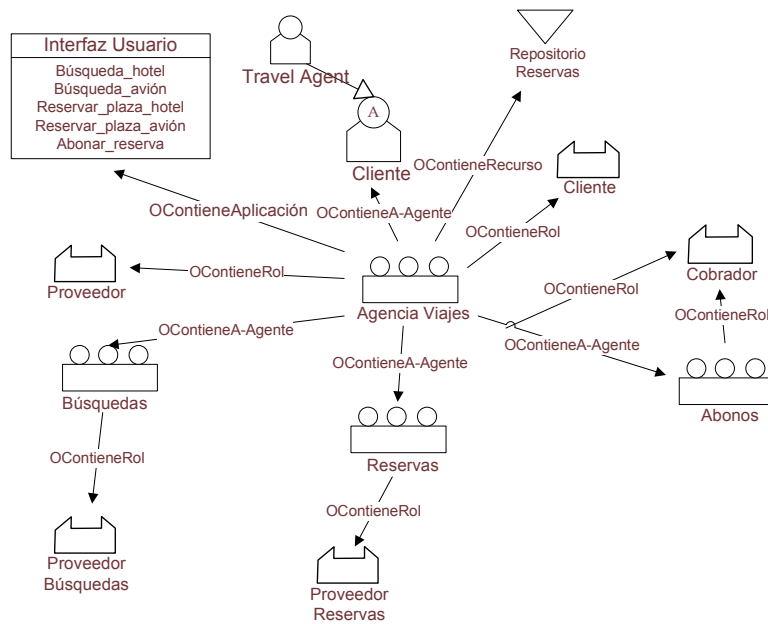 Interfaz Usuario
Búsqueda_hotel
Búsqueda_avión
Reservar_plaza_hotel
Reservar_plaza_avión
Abonar_reserva
Travel Agent
A
Cliente
Repositorio
Reservas
OContieneRecurso
Cliente
OContieneAplicación
OContieneA-Agente
OContieneRol
Proveedor
OContieneRol
Cobrador
OContieneRol
Agencia Viajes
OContieneRol
OContieneA-Agente
OContieneA-Agente
OContieneA-Agente
Búsquedas
Abonos
Reservas
OContieneRol
OContieneRol
Proveedor
Búsquedas
Proveedor
Reservas